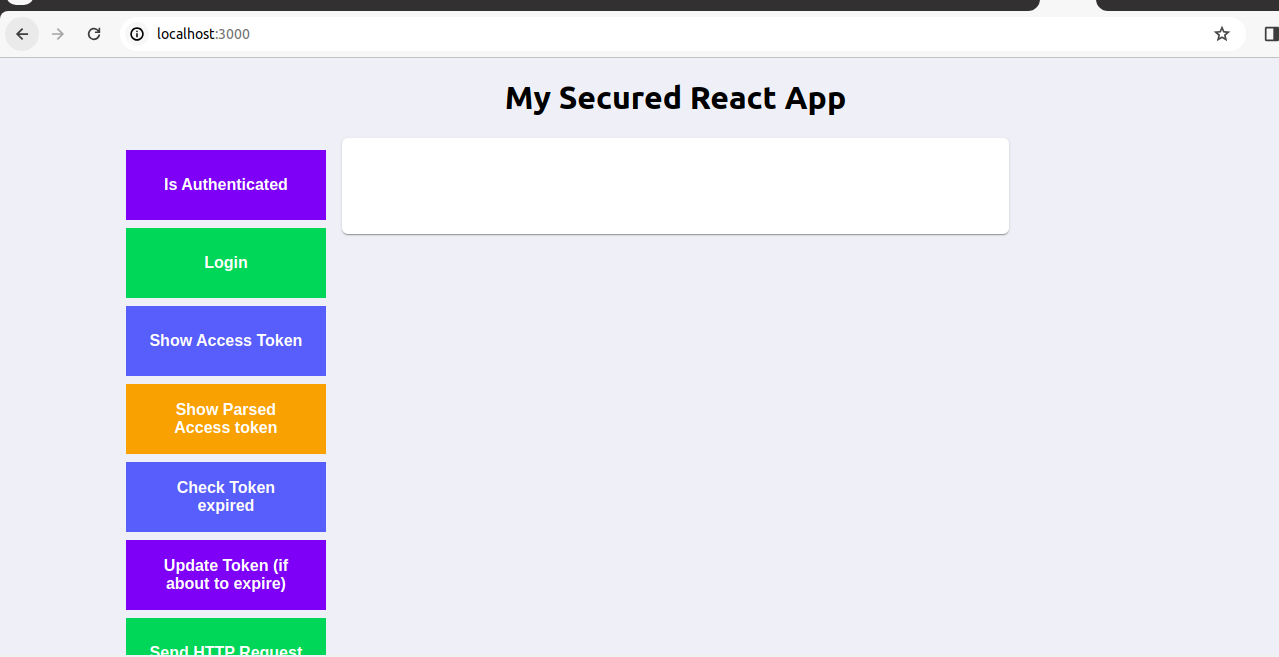 localhost:3000
My Secured React App
Is Authenticated
Login
Show Access Token
Show Parsed
Access token
Check Token
expired
Update Token (if
about to expire)
Send HTTP Request